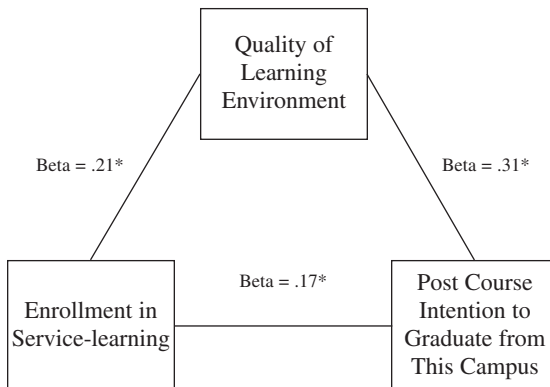 Quality of
Learning
Environment
Beta = .21*
Beta = .31*
Beta = .17*
Enrollment in
Service-learning
Post Course
Intention to
Graduate from
This Campus